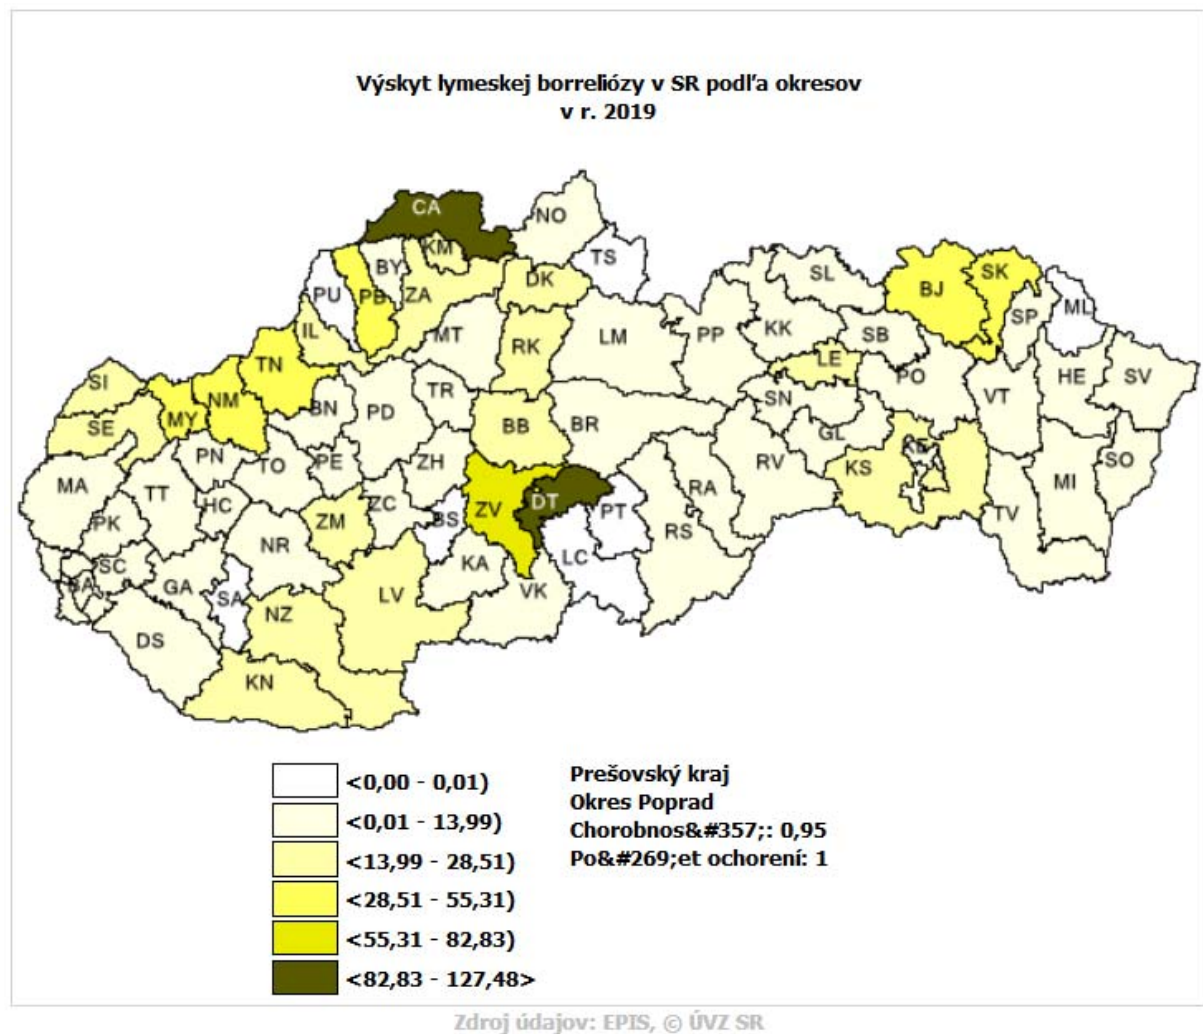 Výskyt lymeskej borreliózy v SR podľa okresov
v r. 2019
CA
NO
KM
TS
BY
PU
PB
ZA
DK
SL
SK
BJ
ML
SP
IL
MT
RK
LM
PP
KK
SB
LE
HE
SV
TN
SI
NM
MY
SE
BN
PD
TR
BB
BR
SN
PO
VT
GL
KE
KS
PN
TO
PE
ZH
RV
RA
SO
MI
MA
TT
HC
ZM
ZC
BS
ZV
DT
PT
RS
TV
PK
NR
SC
GA
KA
LC
BA
SA
LV
VK
DS
NZ
KN
<0,00 - 0,01)
<0,01 - 13,99)
<13,99 - 28,51)
<28,51 - 55,31)
<55,31 - 82,83)
<82,83 - 127,48>
Prešovský kraj
Okres Poprad
Chorobnos&#357;: 0,95
Po&#269;et ochorení: 1
Zdroj údajov: EPIS, © ÚVZ SR